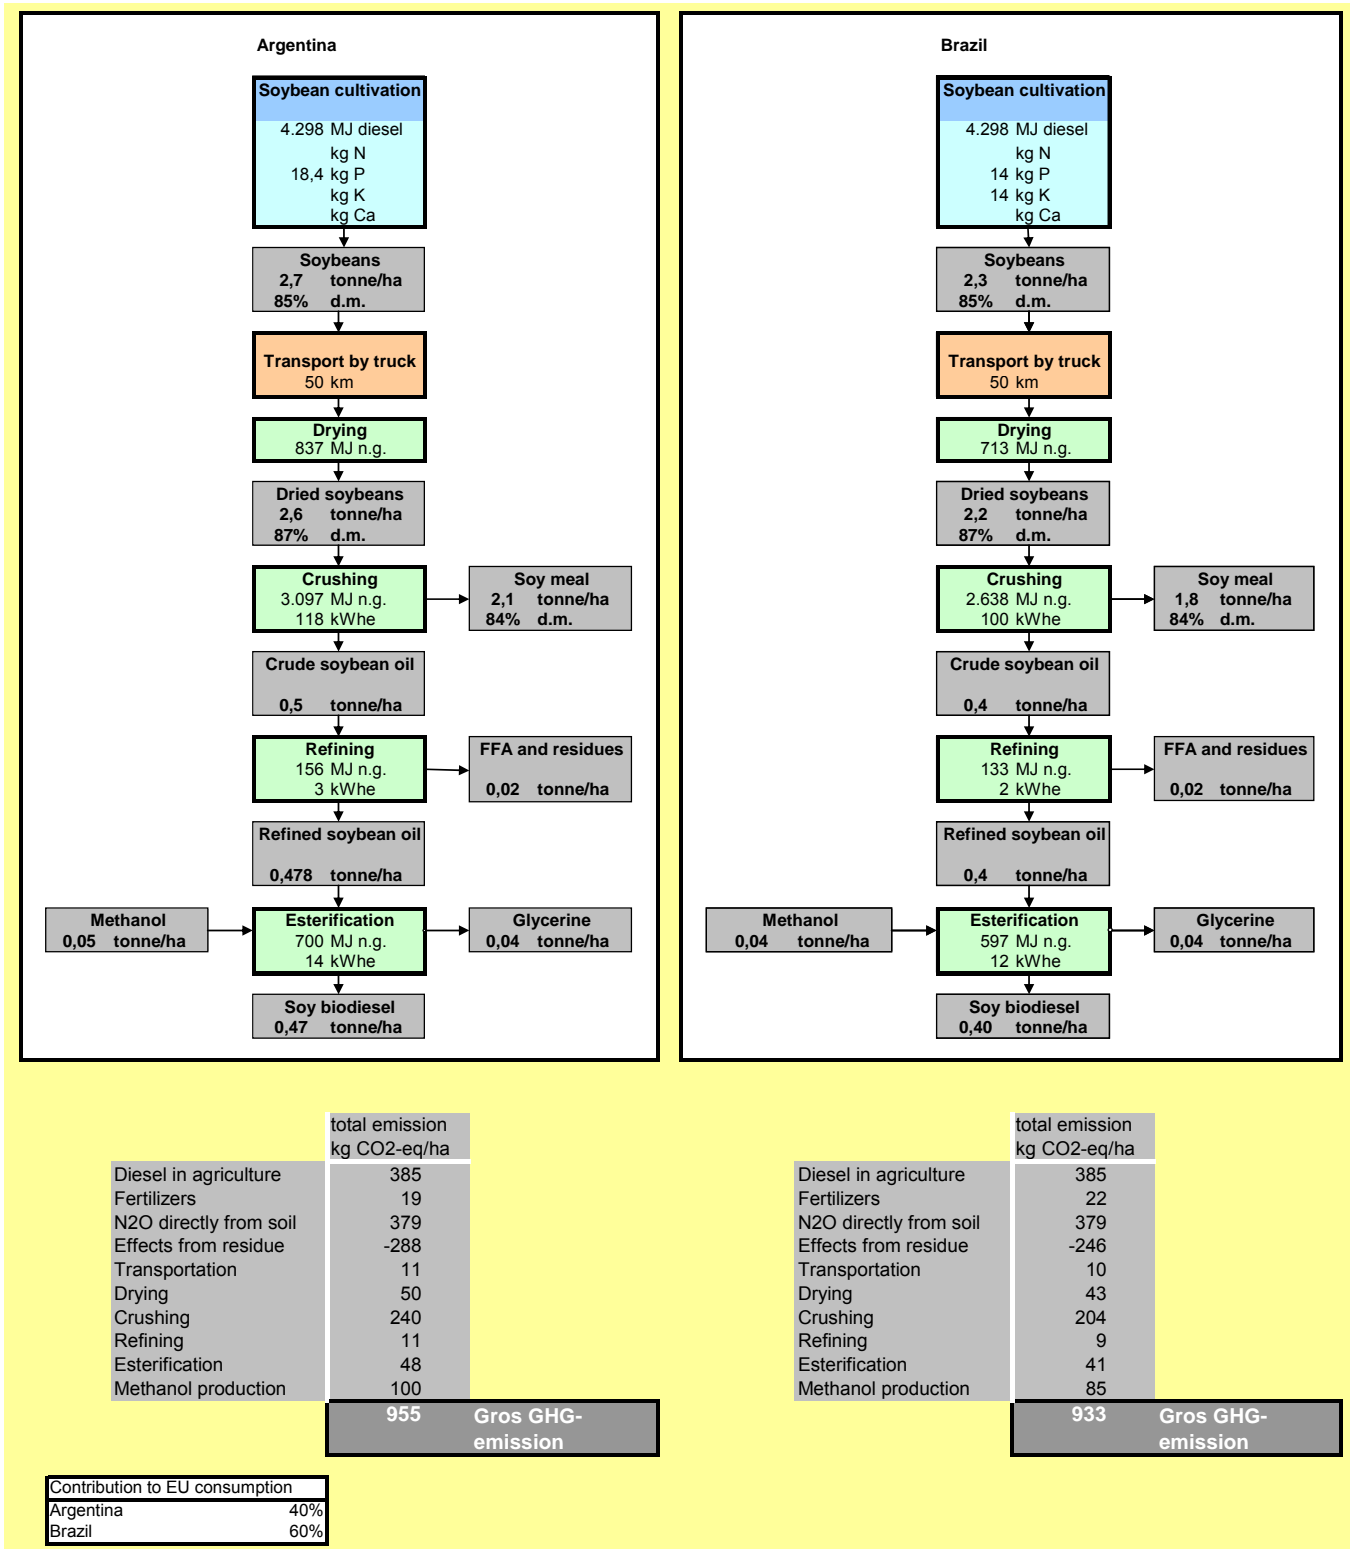 Argentina
Soybean cultivation
4.298 MJ diesel
kg N
18,4 kg P
kg K
kg Ca
Soybeans
2,7 tonne/ha
85% d.m.
Transport by truck
50 km
Drying
837 MJ n.g.
Dried soybeans
2,6 tonne/ha
87% d.m.
Crushing
3.097 MJ n.g.
118 kWhe
Soy meal
2,1 tonne/ha
84% d.m.
Crude soybean oil
0,5 tonne/ha
Refining
156 MJ n.g.
3 kWhe
FFA and residues
0,02 tonne/ha
Refined soybean oil
0,478 tonne/ha
Methanol
0,05 tonne/ha
Esterification
700 MJ n.g.
14 kWhe
Glycerine
0,04 tonne/ha
Soy biodiesel
0,47 tonne/ha
Brazil
Soybean cultivation
4.298 MJ diesel
kg N
14 kg P
14 kg K
kg Ca
Soybeans
2,3 tonne/ha
85% d.m.
Transport by truck
50 km
Drying
713 MJ n.g.
Dried soybeans
2,2 tonne/ha
87% d.m.
Crushing
2.638 MJ n.g.
100 kWhe
Soy meal
1,8 tonne/ha
84% d.m.
Crude soybean oil
0,4 tonne/ha
Refining
133 MJ n.g.
2 kWhe
FFA and residues
0,02 tonne/ha
Refined soybean oil
0,4 tonne/ha
Methanol
0,04 tonne/ha
Esterification
597 MJ n.g.
12 kWhe
Glycerine
0,04 tonne/ha
Soy biodiesel
0,40 tonne/ha
total emission
kg CO2-eq/ha
Diesel in agriculture 385
Fertilizers 19
N2O directly from soil 379
Effects from residue -288
Transportation 11
Drying 50
Crushing 240
Refining 11
Esterification 48
Methanol production 100
955 Gros GHG-
emission
total emission
kg CO2-eq/ha
Diesel in agriculture 385
Fertilizers 22
N2O directly from soil 379
Effects from residue -246
Transportation 10
Drying 43
Crushing 204
Refining 9
Esterification 41
Methanol production 85
933 Gros GHG-
emission
Contribution to EU consumption
Argentina 40%
Brazil 60%